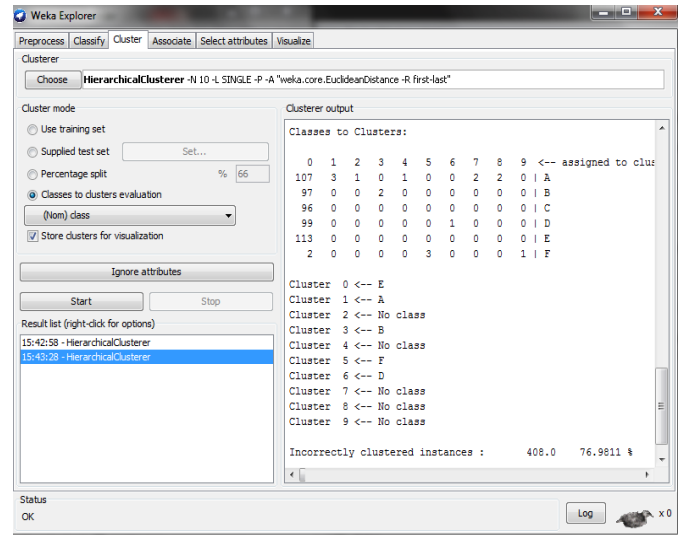 Weka Explorer
Preprocess Classify Cluster Associate Select attributes Visualize
Clusterer
Choose HierarchicalClusterer -N 10 -L SINGLE -P -A "weka.core.EuclideanDistance -R first-last"
Cluster mode
Use training set
Supplied test set Set...
Percentage split % 66
Classes to clusters evaluation
(Nom) class
Store clusters for visualization
Ignore attributes
Start Stop
Result list (right-click for options)
15:42:58 - HierarchicalClusterer
15:43:28 - HierarchicalClusterer
Clusterer output
Classes to Clusters:
0 1 2 3 4 5 6 7 8 9 <-- assigned to clus
107 3 1 0 1 0 0 2 2 0 | A
97 0 0 2 0 0 0 0 0 0 | B
96 0 0 0 0 0 0 0 0 0 | C
99 0 0 0 0 0 1 0 0 0 | D
113 0 0 0 0 0 0 0 0 0 | E
2 0 0 0 0 3 0 0 0 1 | F
Cluster 0 <-- E
Cluster 1 <-- A
Cluster 2 <-- No class
Cluster 3 <-- B
Cluster 4 <-- No class
Cluster 5 <-- F
Cluster 6 <-- D
Cluster 7 <-- No class
Cluster 8 <-- No class
Cluster 9 <-- No class
Incorrectly clustered instances : 408.0 76.9811 %
Status
OK
Log x 0